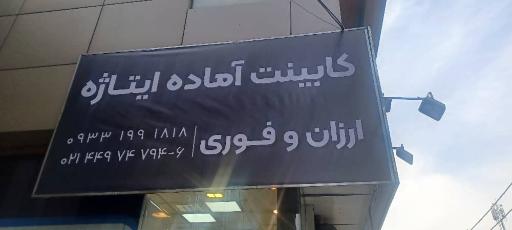 کابینت آماده ایتاژه
ارزان و فوری
۰۹۳۳ ۱۹۹ ۱۸۱۸
۰۲۱ ۴۴۹ ۷۴ ۷۹۴-۶